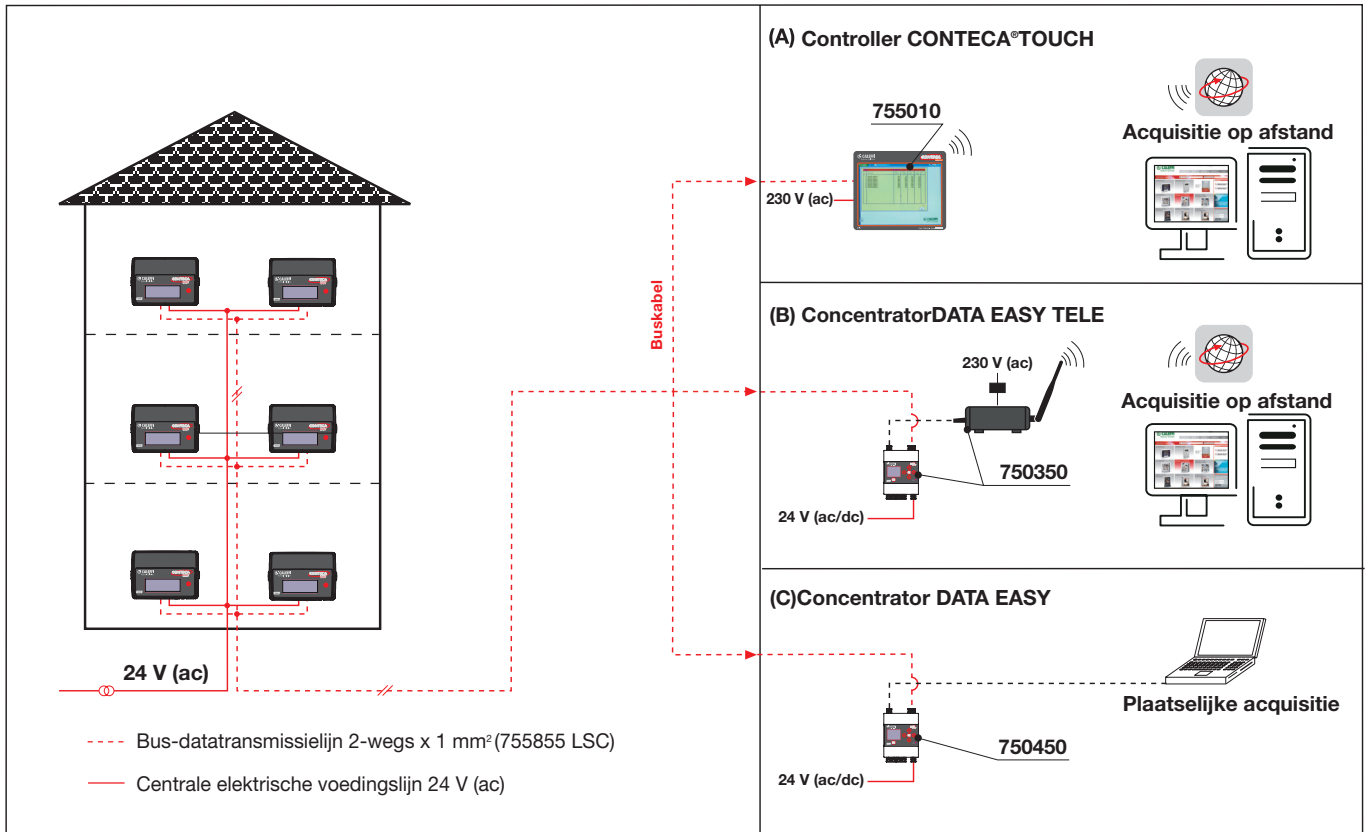 (A) Controller CONTECA®TOUCH
755010
Acquisitie op afstand
230 V (ac)
CALEFFI
CONTECA
Buskabel
(B) ConcentratorDATA EASY TELE
230 V (ac)
Acquisitie op afstand
750350
24 V (ac/dc)
(C)Concentrator DATA EASY
Plaatselijke acquisitie
750450
24 V (ac/dc)
24 V (ac)
Bus-datatransmissielijn 2-wegs x 1 mm² (755855 LSC)
Centrale elektrische voedingslijn 24 V (ac)